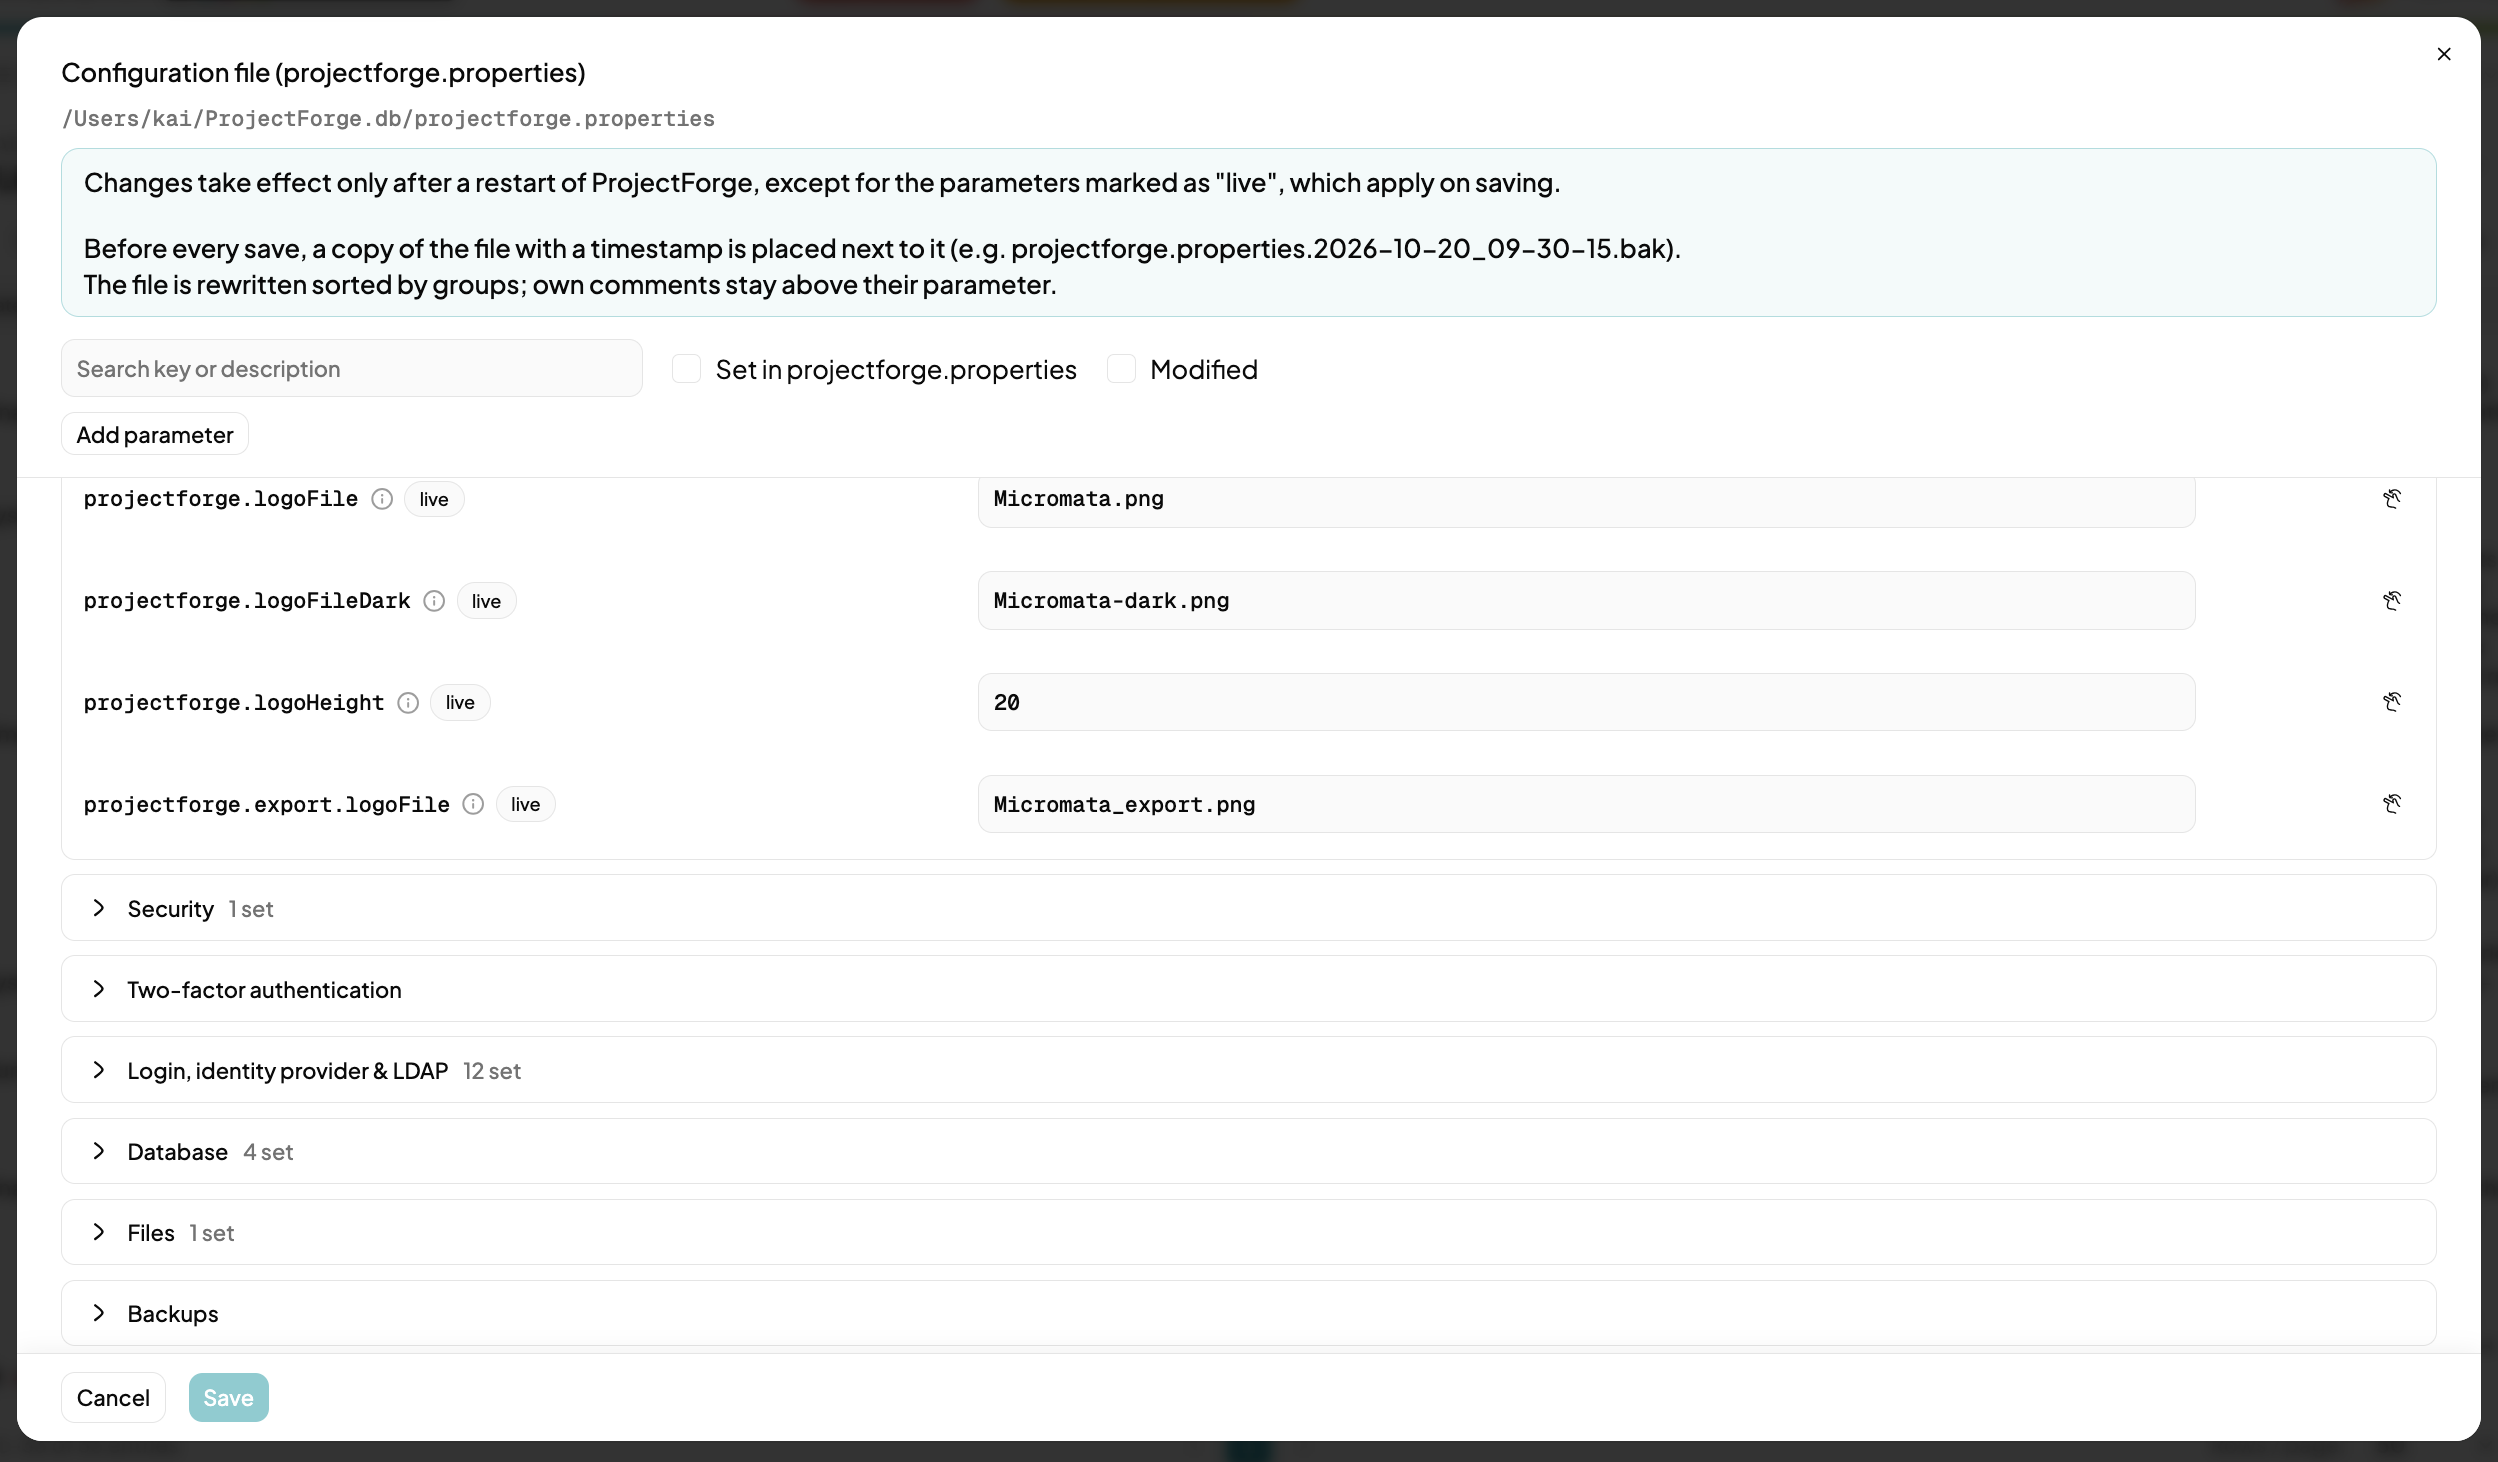 Configuration file (projectforge.properties)
/Users/kai/ProjectForge.db/projectforge.properties
Changes take effect only after a restart of ProjectForge, except for the parameters marked as "live", which apply on saving.
Before every save, a copy of the file with a timestamp is placed next to it (e.g. projectforge.properties.2026-10-20_09-30-15.bak).
The file is rewritten sorted by groups; own comments stay above their parameter.
Search key or description
Set in projectforge.properties
Modified
Add parameter
projectforge.logoFile live Micromata.png
projectforge.logoFileDark live Micromata-dark.png
projectforge.logoHeight live 20
projectforge.export.logoFile live Micromata_export.png
Security 1 set
Two-factor authentication
Login, identity provider & LDAP 12 set
Database 4 set
Files 1 set
Backups
Cancel Save